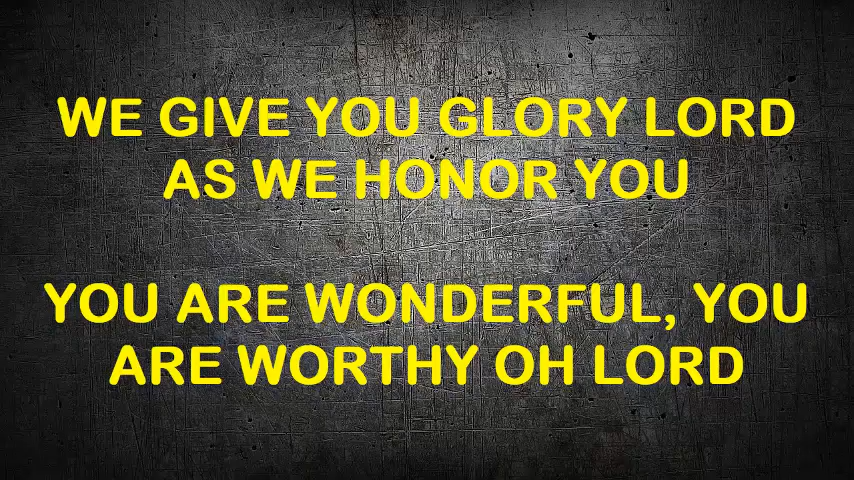 WE GIVE YOU GLORY LORD
AS WE HONOR YOU
YOU ARE WONDERFUL, YOU
ARE WORTHY OH LORD